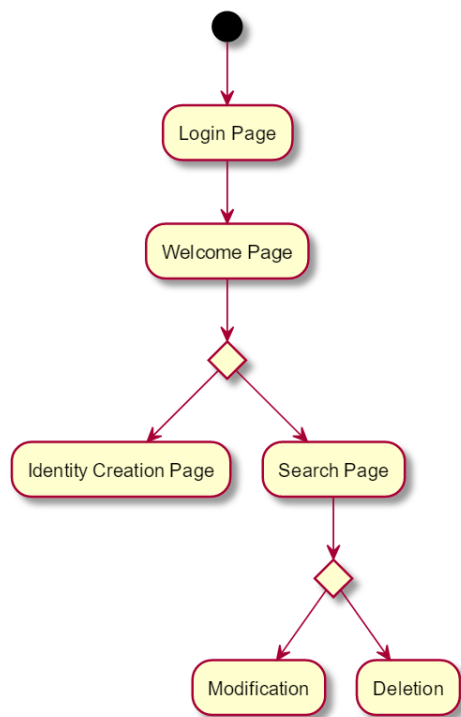 Login Page
Welcome Page
Identity Creation Page
Search Page
Modification
Deletion